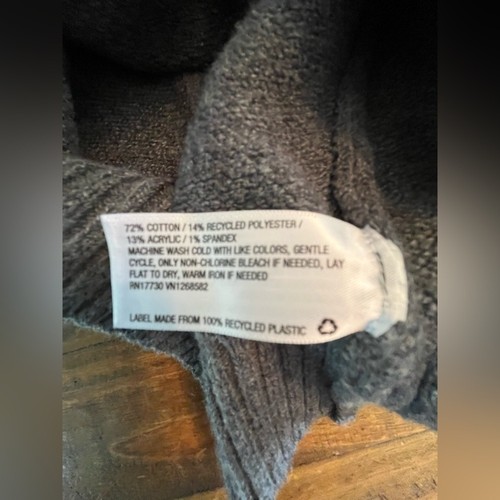 72% COTTON / 14% RECYCLED POLYESTER /
13% ACRYLIC / 1% SPANDEX
MACHINE WASH COLD WITH LIKE COLORS, GENTLE
CYCLE, ONLY NON-CHLORINE BLEACH IF NEEDED, LAY
FLAT TO DRY, WARM IRON IF NEEDED
RN17730 VN1268582
LABEL MADE FROM 100% RECYCLED PLASTIC